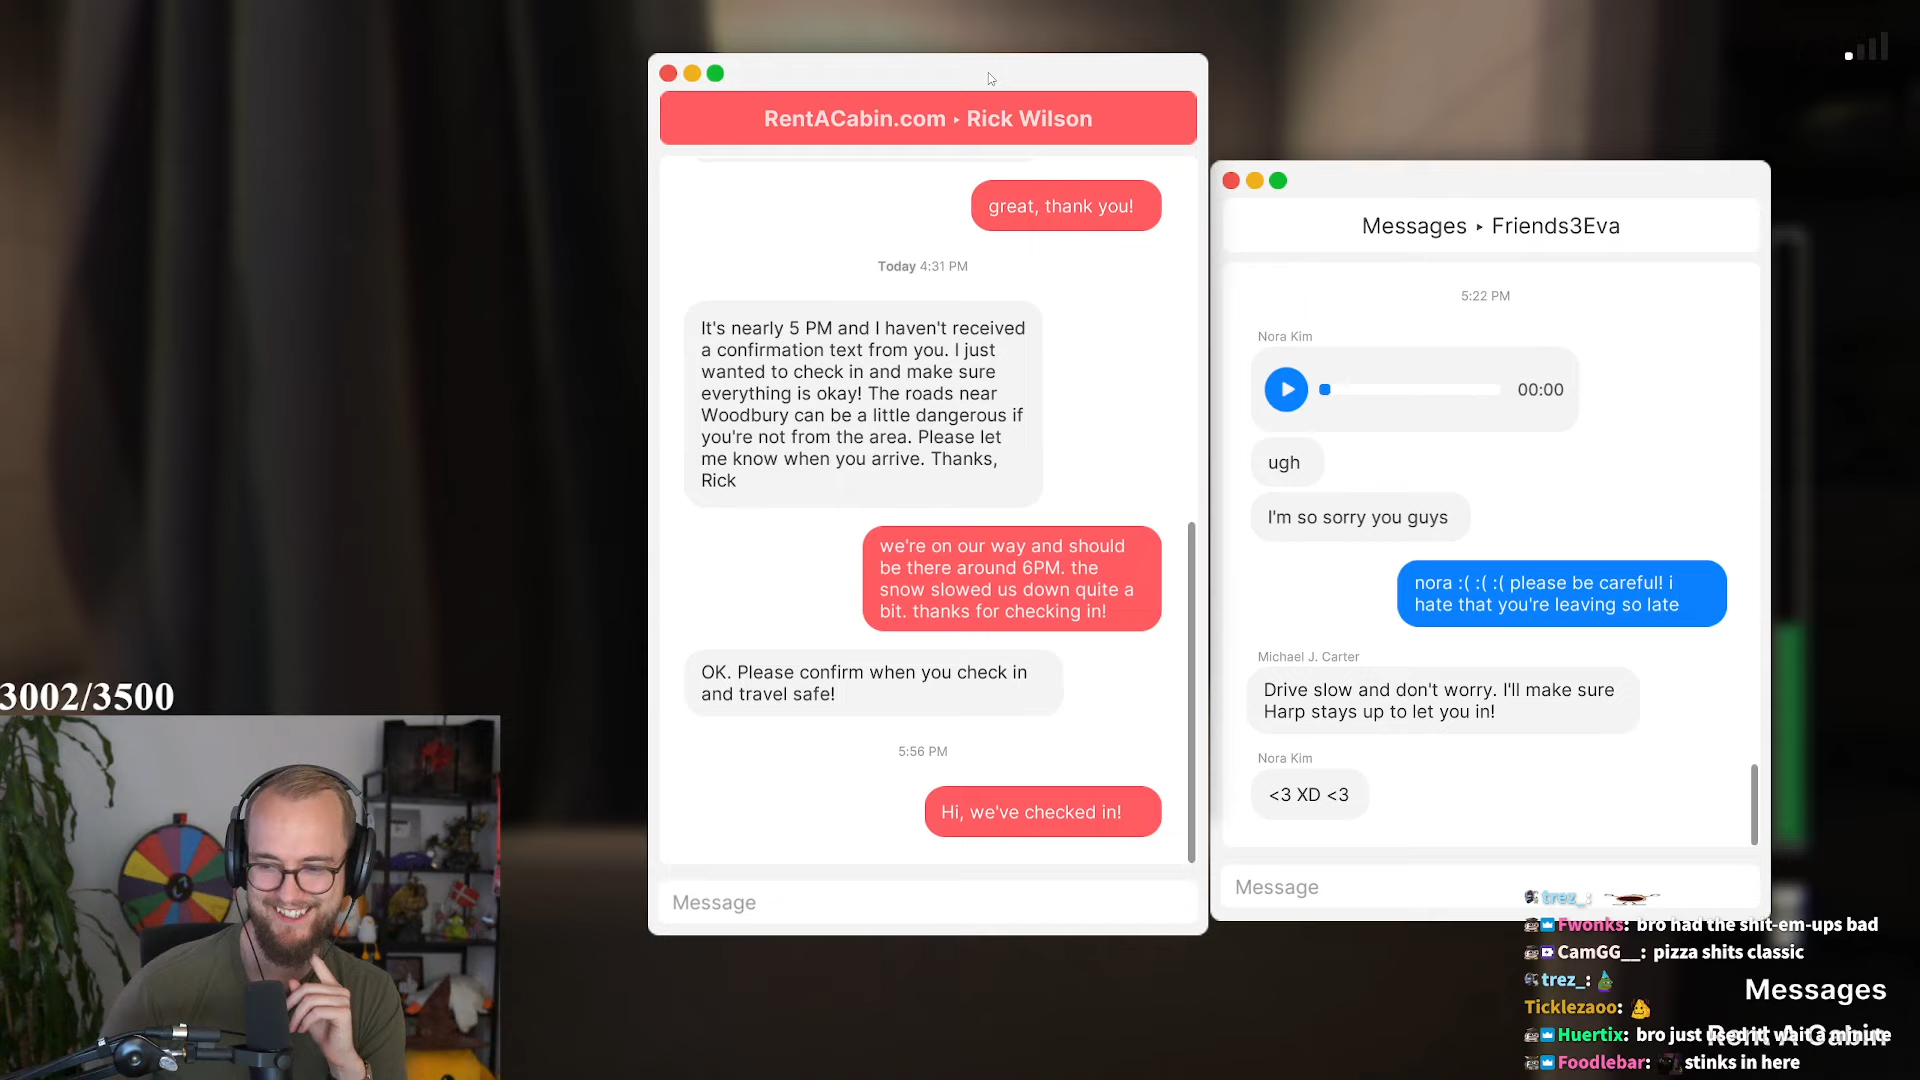 RentACabin.com ▸ Rick Wilson
great, thank you!
Today 4:31 PM
It's nearly 5 PM and I haven't received
a confirmation text from you. I just
wanted to check in and make sure
everything is okay! The roads near
Woodbury can be a little dangerous if
you're not from the area. Please let
me know when you arrive. Thanks,
Rick
we're on our way and should
be there around 6PM. the
snow slowed us down quite a
bit. thanks for checking in!
OK. Please confirm when you check in
and travel safe!
5:56 PM
Hi, we've checked in!
Message
Messages ▸ Friends3Eva
5:22 PM
Nora Kim
00:00
ugh
I'm so sorry you guys
nora :( :( :( please be careful! i
hate that you're leaving so late
Michael J. Carter
Drive slow and don't worry. I'll make sure
Harp stays up to let you in!
Nora Kim
<3 XD <3
Message
3002/3500
trez_:
Fwonks: bro had the shit-em-ups bad
CamGG__: pizza shits classic
trez_:
Ticklezaoo:
Huertix: bro just used it, wait a minute
Foodlebar: stinks in here
Messages
Rent A Cabin